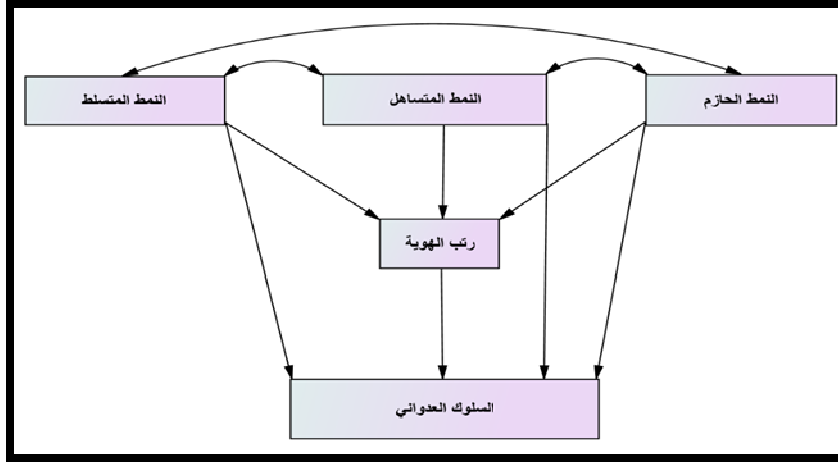 النمط الحازم
النمط المتساهل
النمط المتسلط
رتب الهوية
السلوك العدواني